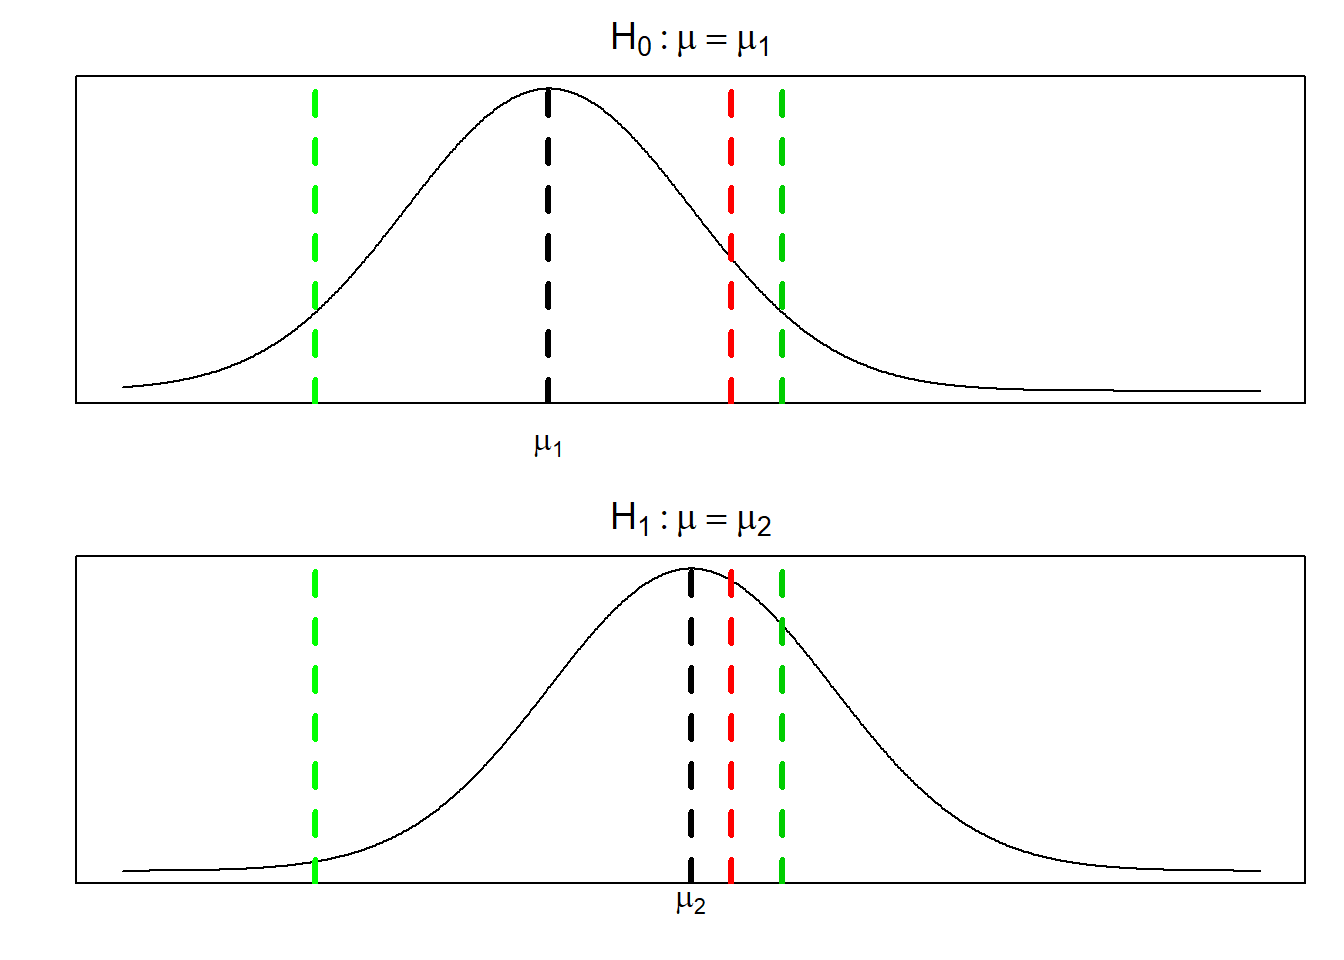 H₀ : μ = μ₁
μ₁
H₁ : μ = μ₂
μ₂